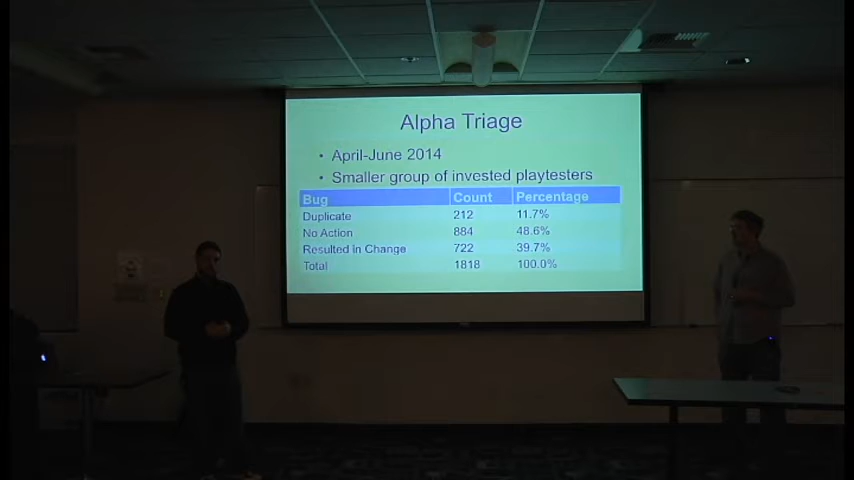 Alpha Triage
• April-June 2014
• Smaller group of invested playtesters
Bug Count Percentage
Duplicate 212 11.7%
No Action 884 48.6%
Resulted in Change 722 39.7%
Total 1818 100.0%